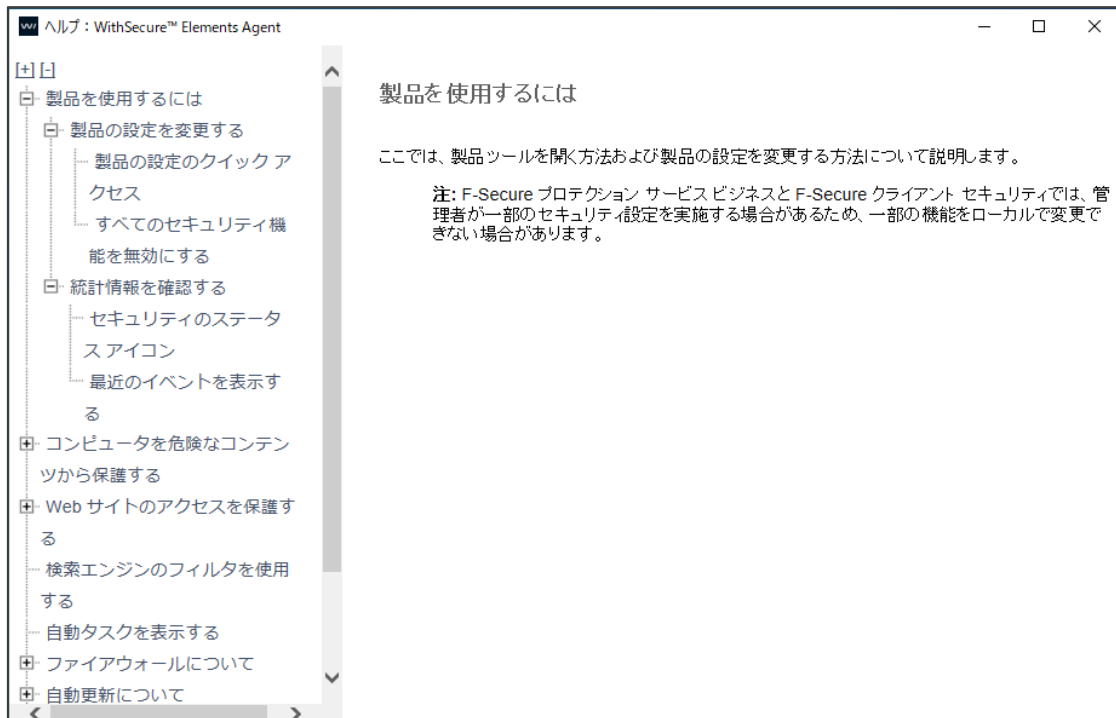 ヘルプ：WithSecure™ Elements Agent
[+] [-]
製品を使用するには
製品の設定を変更する
製品の設定のクイック ア
クセス
すべてのセキュリティ機
能を無効にする
統計情報を確認する
セキュリティのステータ
ス アイコン
最近のイベントを表示す
る
コンピュータを危険なコンテン
ツから保護する
Web サイトのアクセスを保護す
る
検索エンジンのフィルタを使用
する
自動タスクを表示する
ファイアウォールについて
自動更新について
製品を使用するには
ここでは、製品ツールを開く方法および製品の設定を変更する方法について説明します。
注: F-Secure プロテクション サービス ビジネスと F-Secure クライアント セキュリティでは、管
理者が一部のセキュリティ設定を実施する場合があるため、一部の機能をローカルで変更で
きない場合があります。